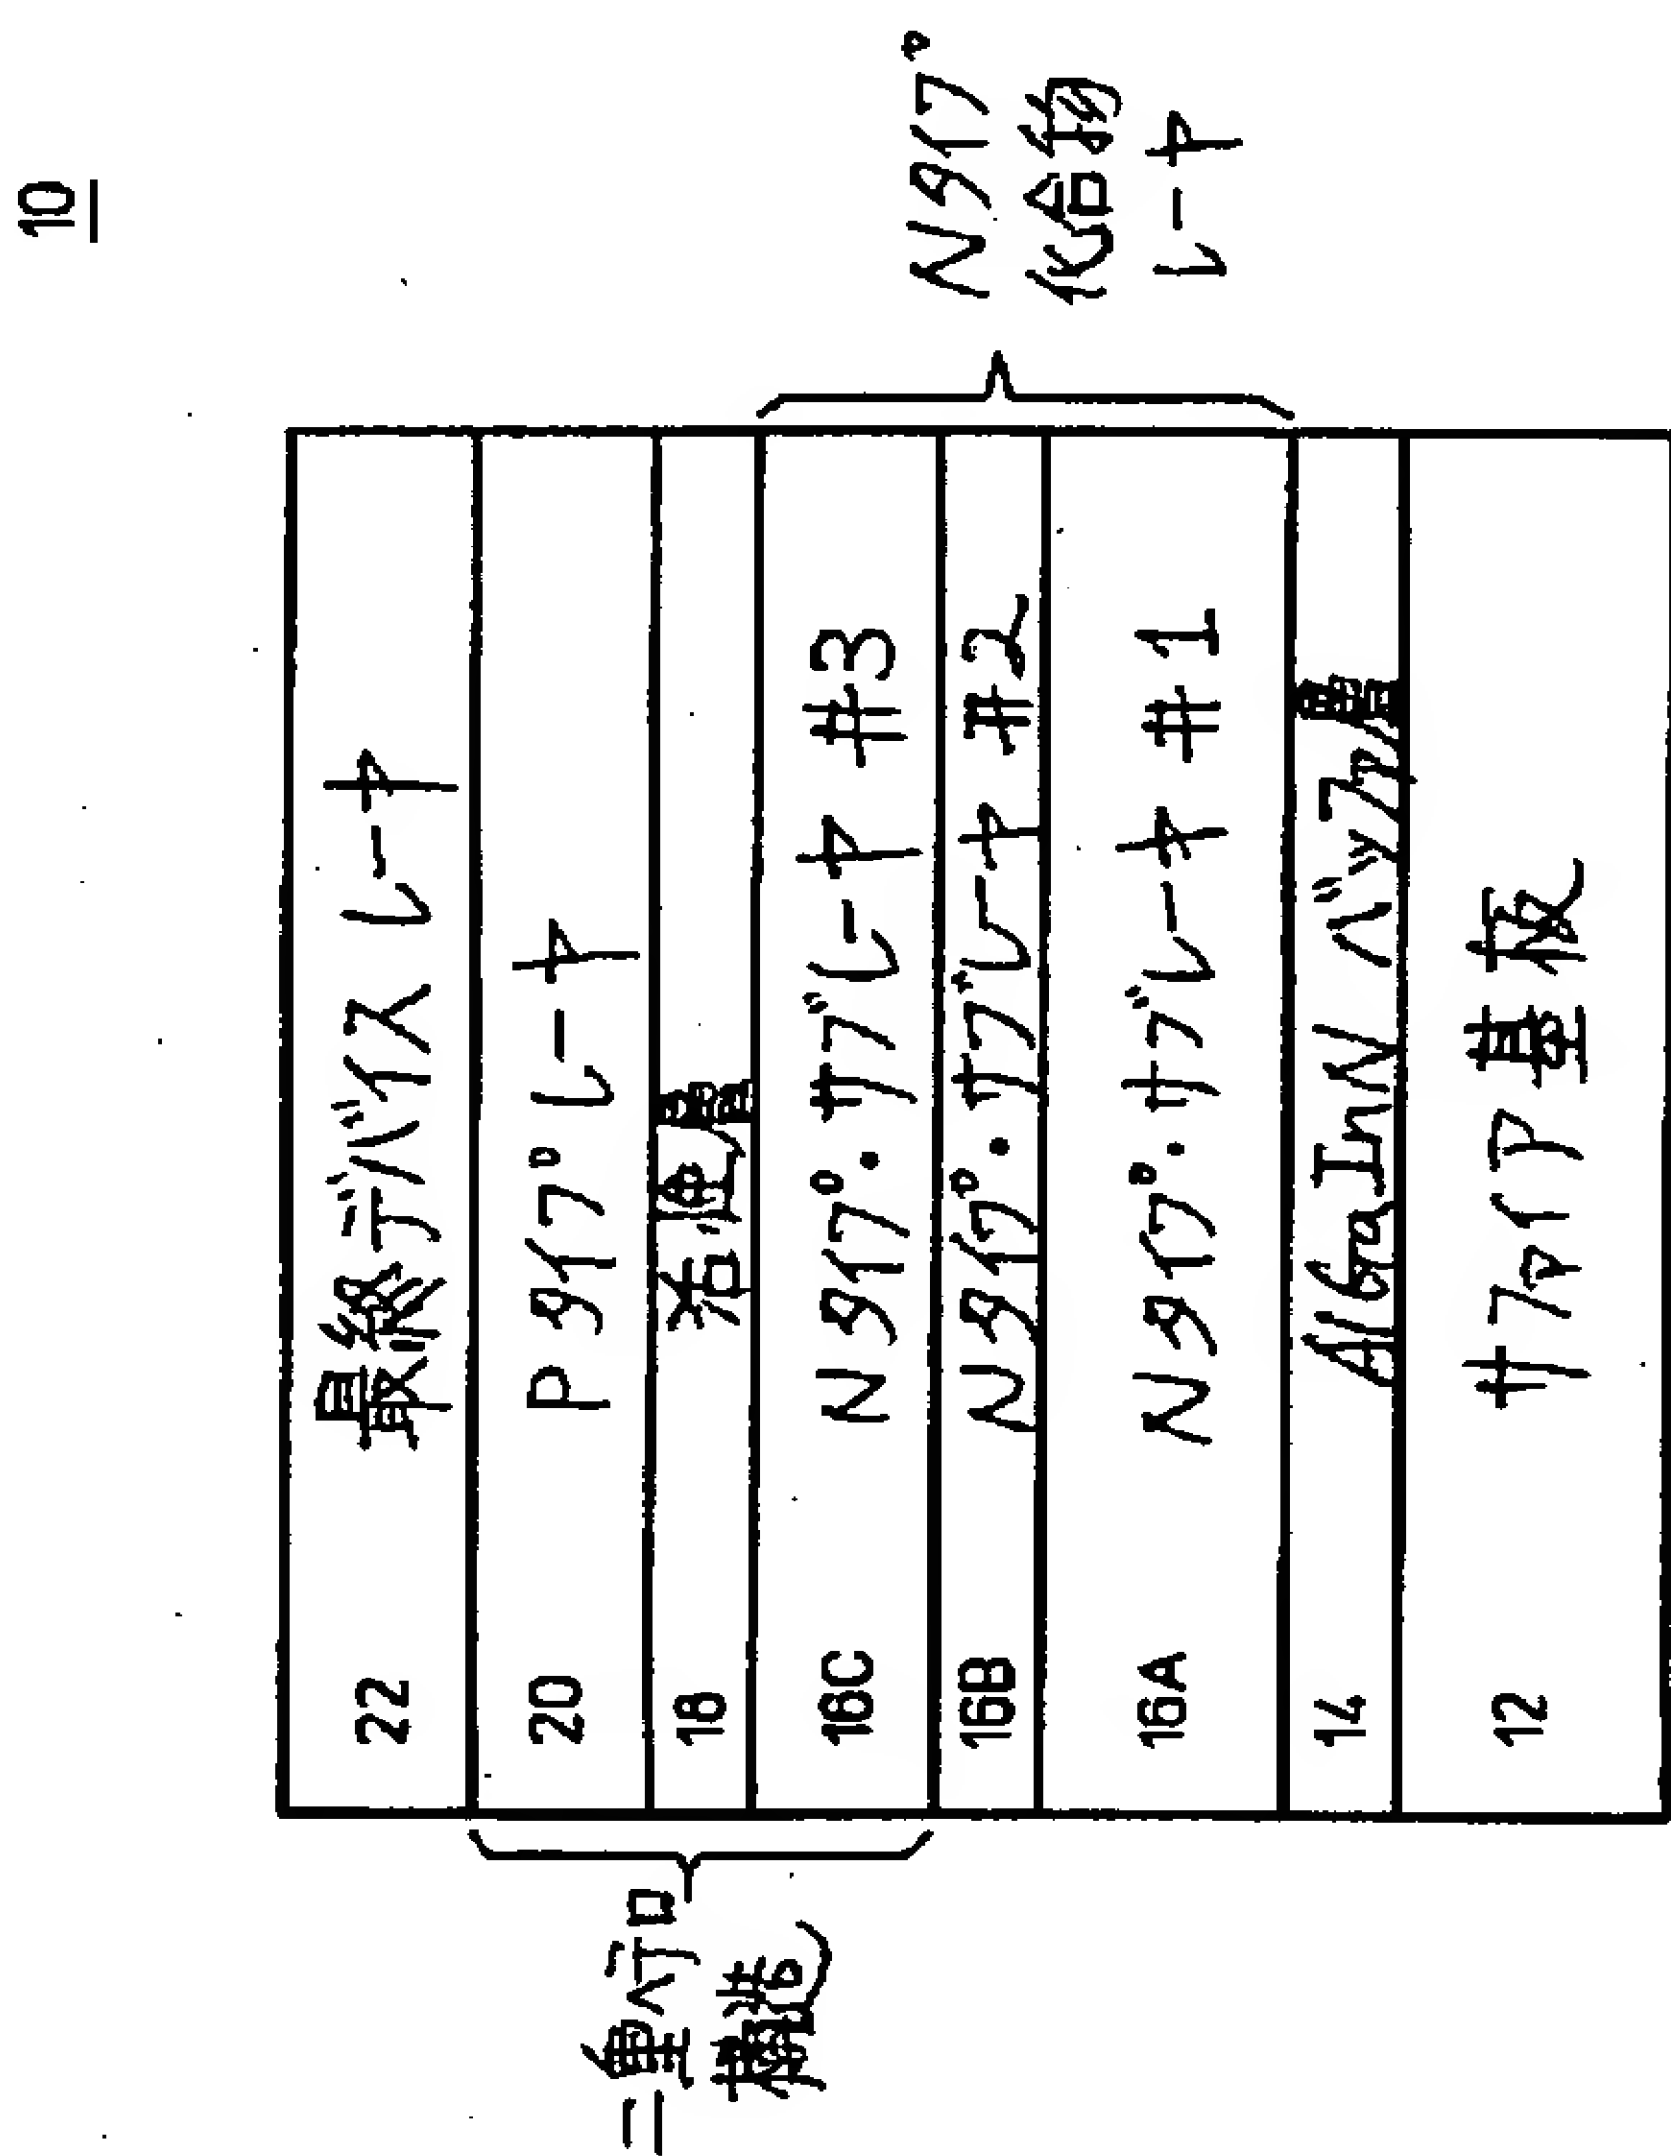 10
22 最終デバイス レーヤ
20 Pタイプ レーヤ
18 活性層
16C Nタイプ・サブレーヤ #3
16B Nタイプ・サブレーヤ #2
16A Nタイプ・サブレーヤ #1
14 AlGaInN バッファ層
12 サファイア基板
二重ヘテロ
構造
Nタイプ
化合物
レーヤ